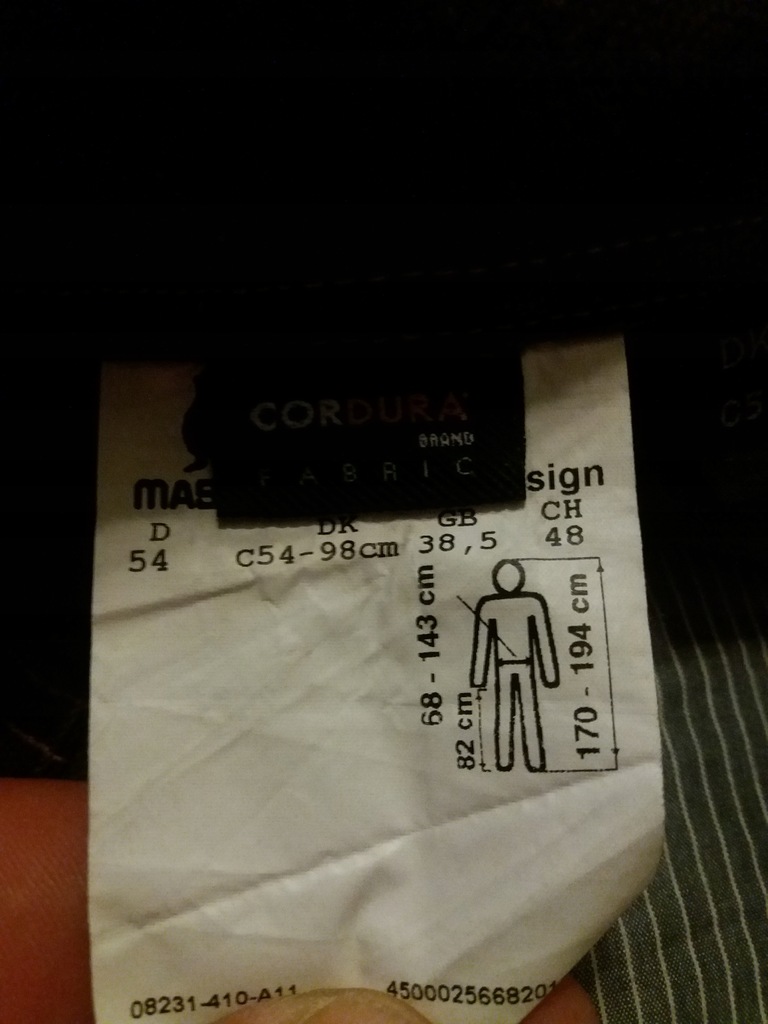 CORDURA
BRAND
FABRIC
sign
D DK GB CH
54 C54-98cm 38,5 48
68 - 143 cm
82 cm
170 - 194 cm
08231-410-A11 4500025668201